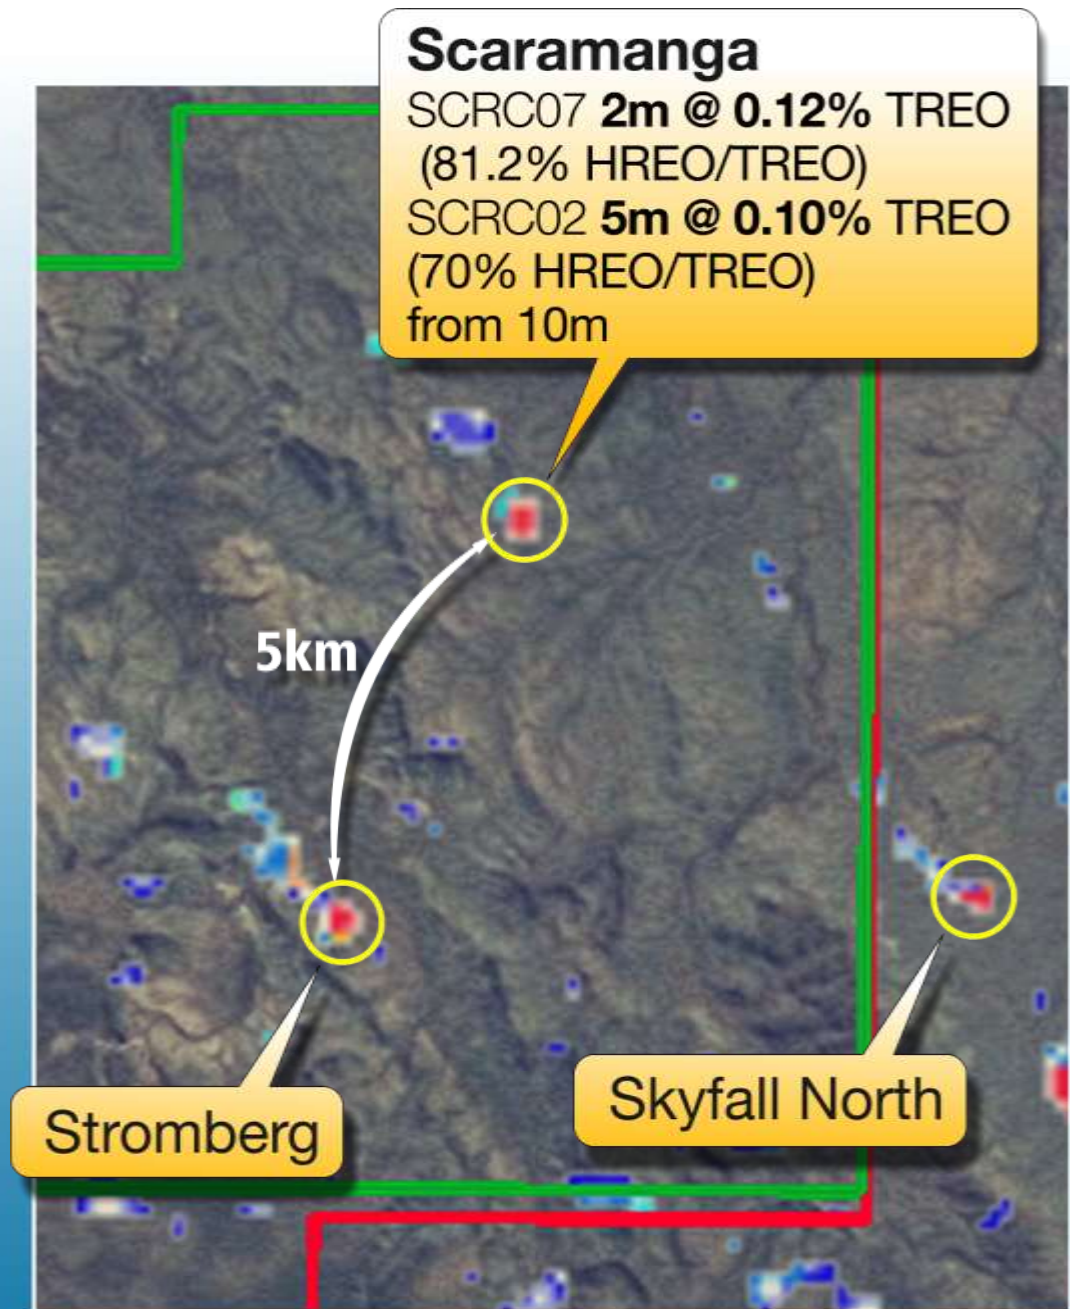 Scaramanga
SCRC07 2m @ 0.12% TREO
(81.2% HREO/TREO)
SCRC02 5m @ 0.10% TREO
(70% HREO/TREO)
from 10m
5km
Stromberg
Skyfall North